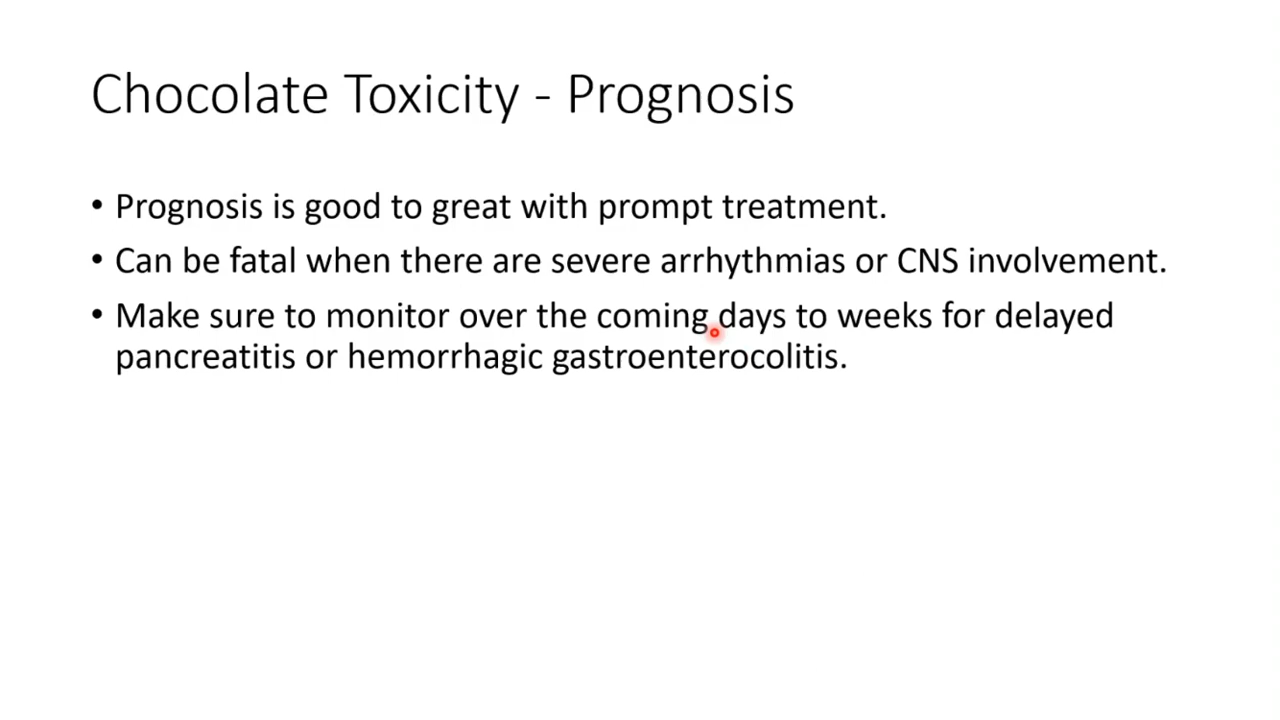 Chocolate Toxicity - Prognosis
• Prognosis is good to great with prompt treatment.
• Can be fatal when there are severe arrhythmias or CNS involvement.
• Make sure to monitor over the coming days to weeks for delayed
pancreatitis or hemorrhagic gastroenterocolitis.